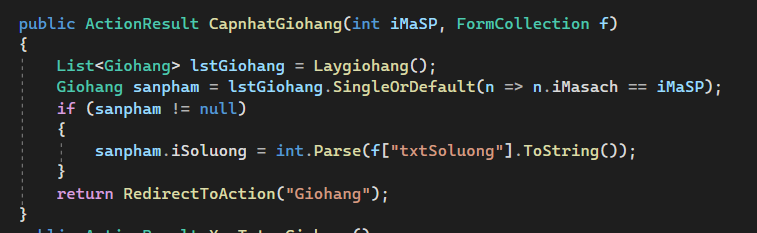 public ActionResult CapnhatGiohang(int iMaSP, FormCollection f)
{
List<Giohang> lstGiohang = Laygiohang();
Giohang sanpham = lstGiohang.SingleOrDefault(n => n.iMasach == iMaSP);
if (sanpham != null)
{
sanpham.iSoluong = int.Parse(f["txtSoluong"].ToString());
}
return RedirectToAction("Giohang");
}